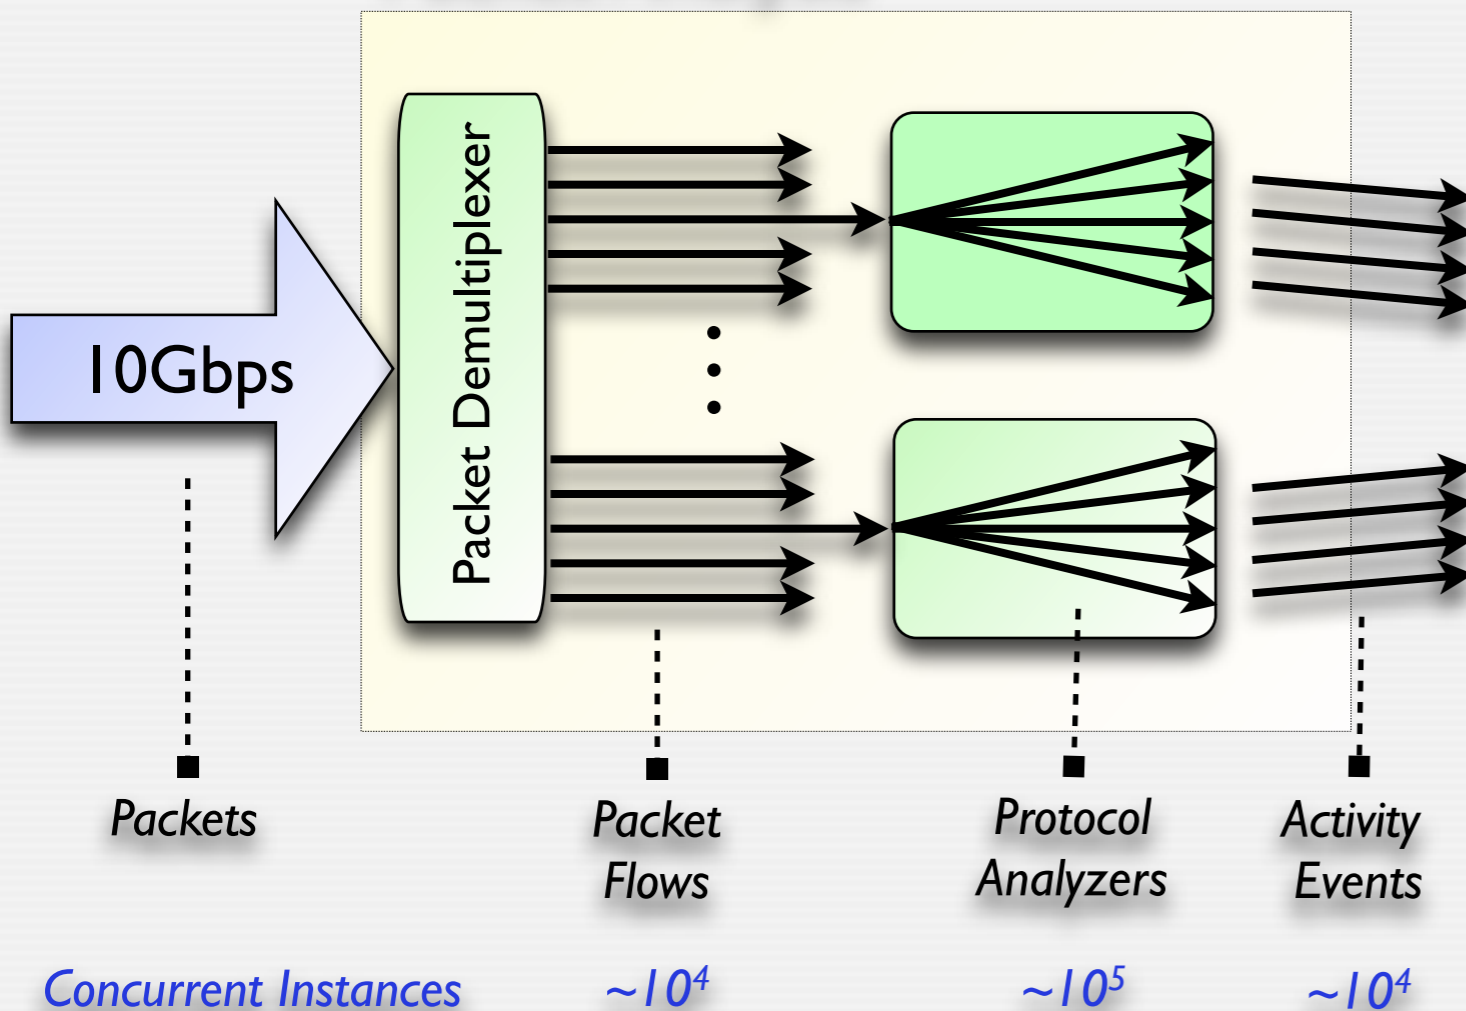 10Gbps
Packet Demultiplexer
Packets
Packet
Flows
Protocol
Analyzers
Activity
Events
Concurrent Instances
~10⁴
~10⁵
~10⁴